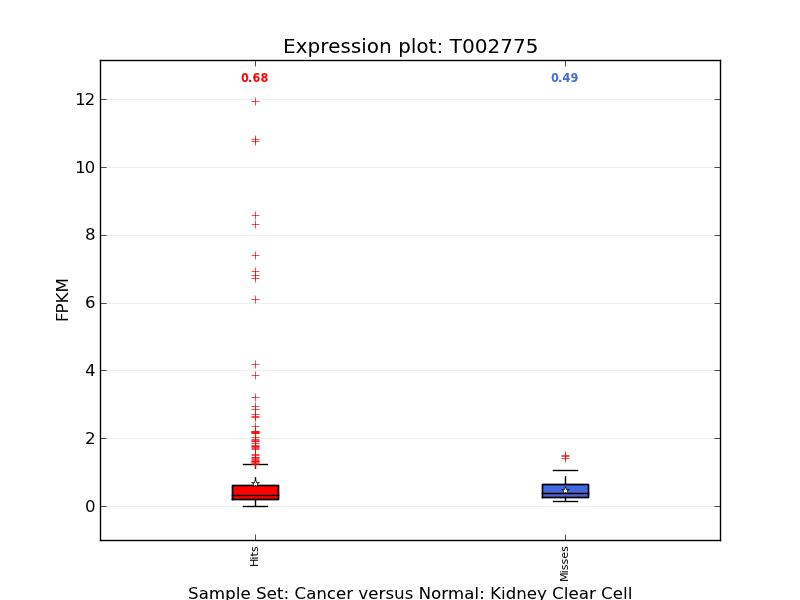 Expression plot: T002775
0.68
0.49
12
10
8
6
4
2
0
FPKM
Hits
Misses
Sample Set: Cancer versus Normal: Kidney Clear Cell